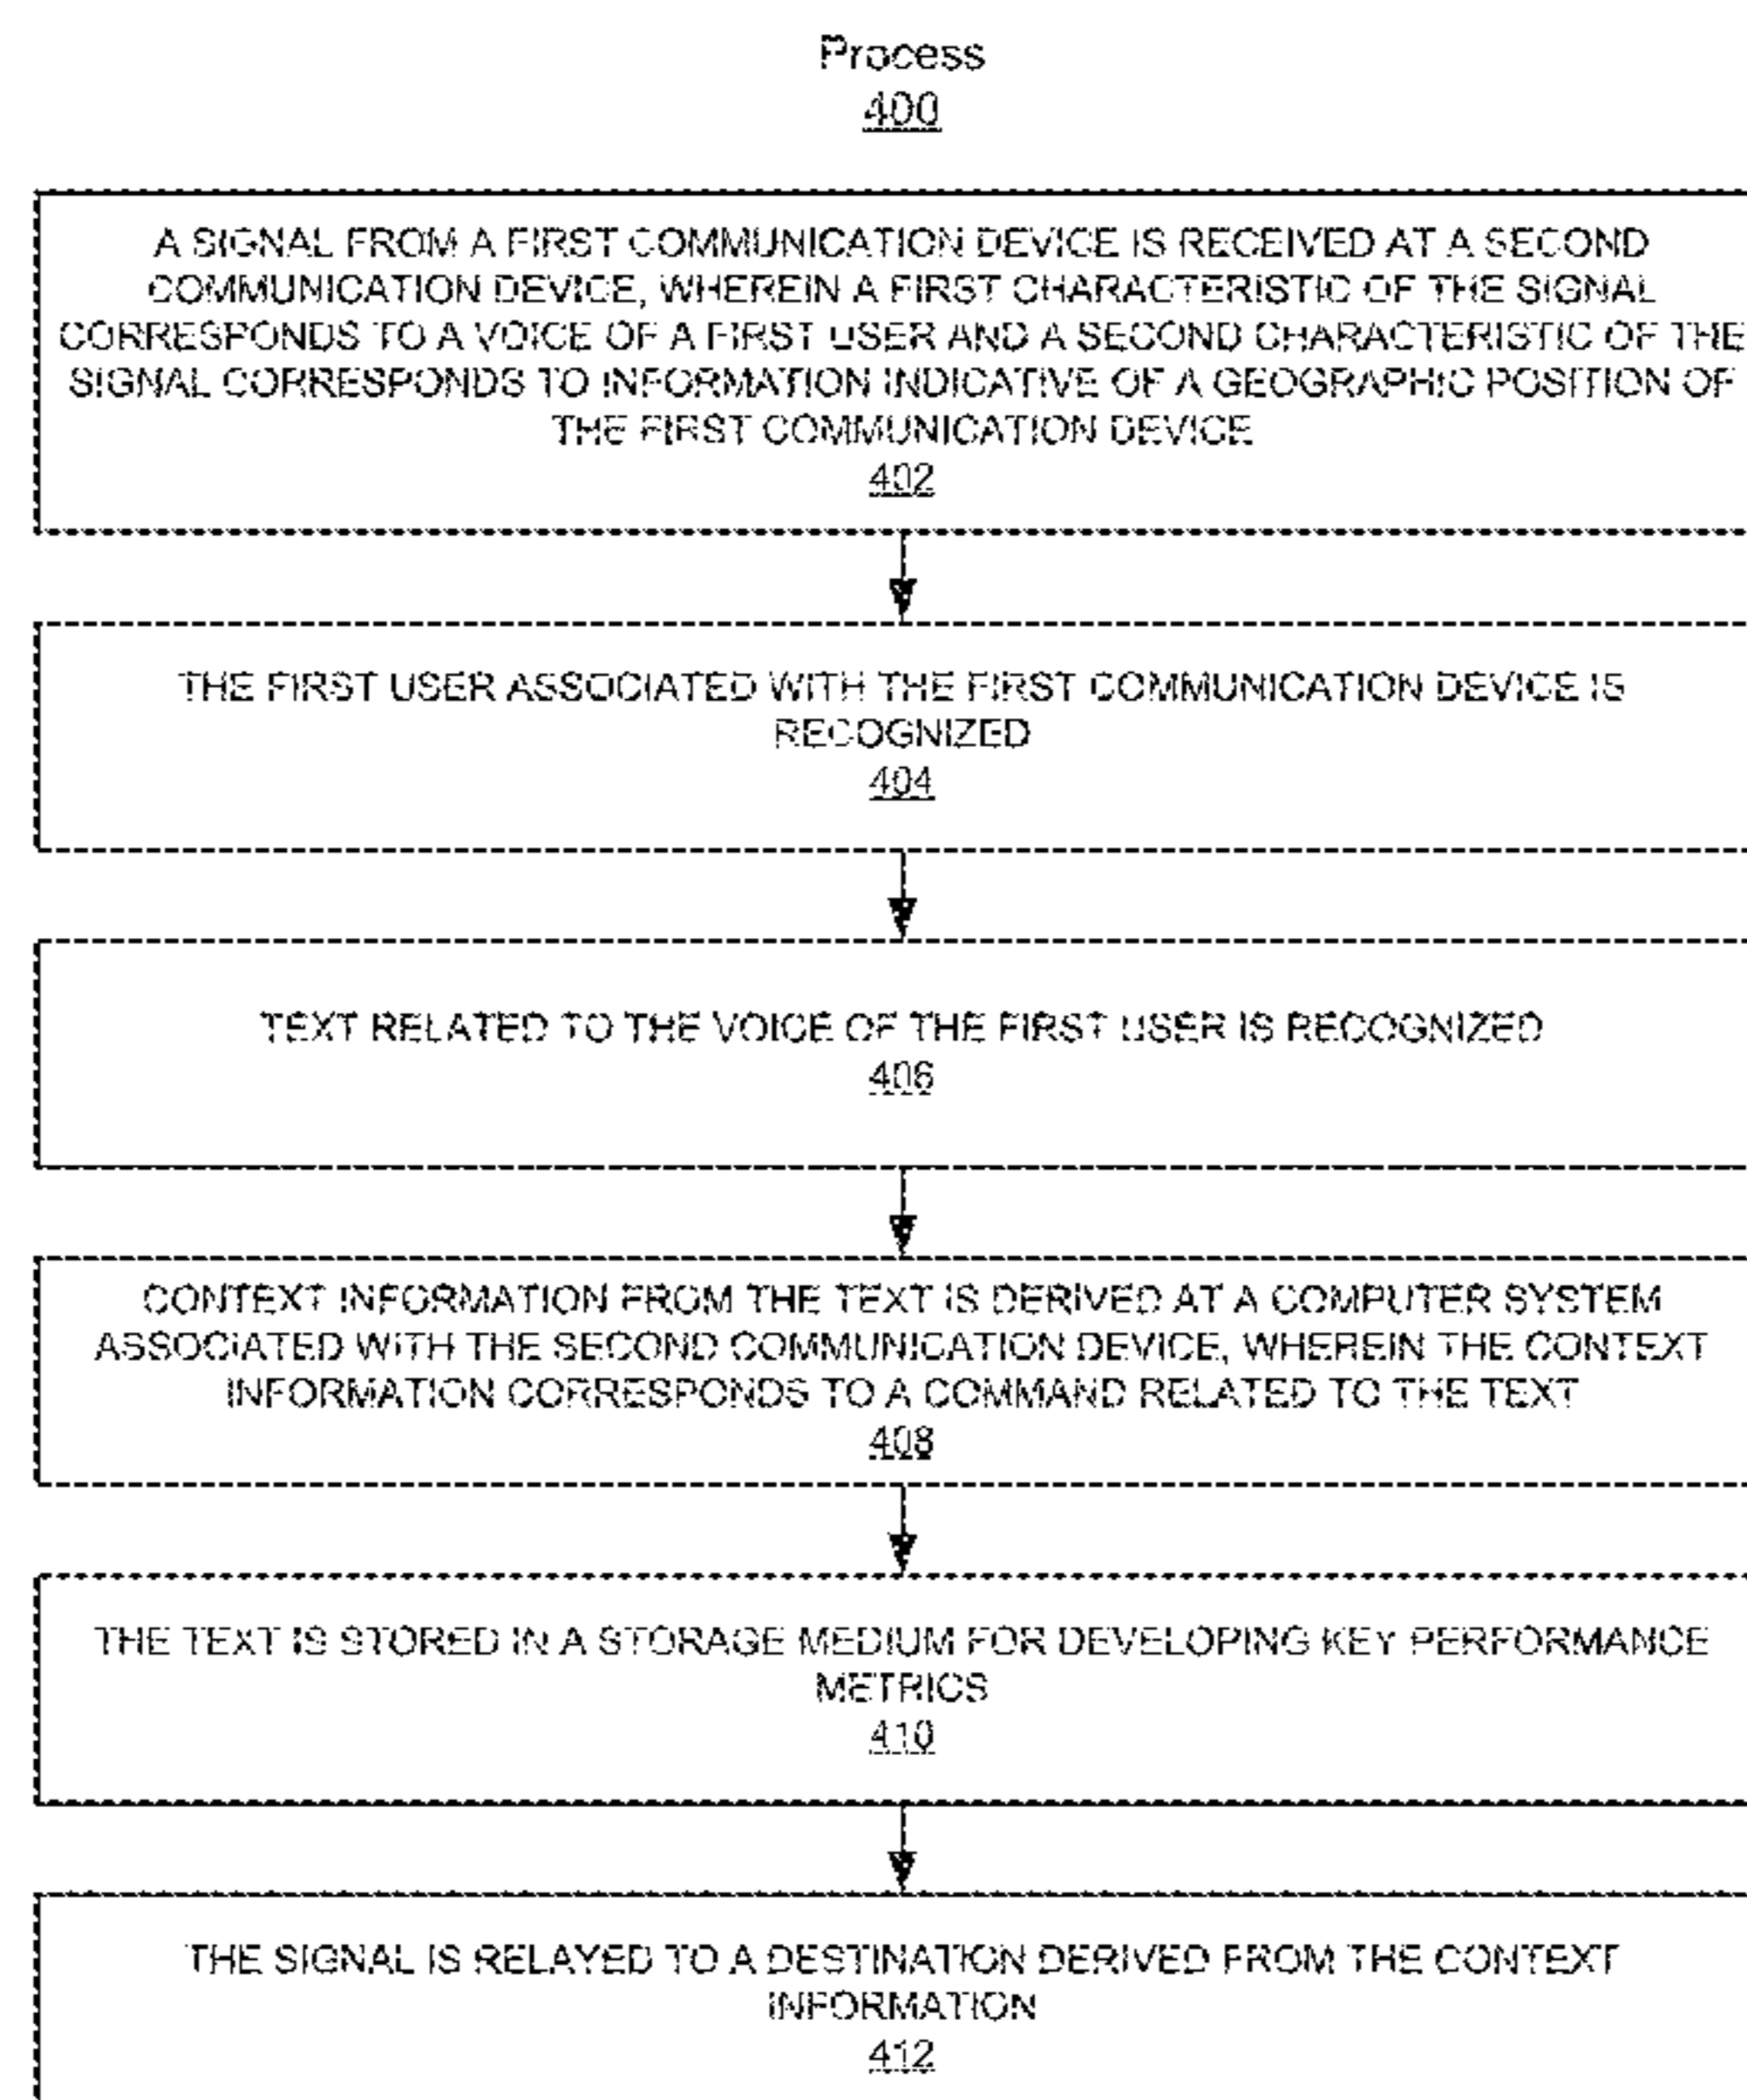 Process
400
A SIGNAL FROM A FIRST COMMUNICATION DEVICE IS RECEIVED AT A SECOND
COMMUNICATION DEVICE, WHEREIN A FIRST CHARACTERISTIC OF THE SIGNAL
CORRESPONDS TO A VOICE OF A FIRST USER AND A SECOND CHARACTERISTIC OF THE
SIGNAL CORRESPONDS TO INFORMATION INDICATIVE OF A GEOGRAPHIC POSITION OF
THE FIRST COMMUNICATION DEVICE
402
THE FIRST USER ASSOCIATED WITH THE FIRST COMMUNICATION DEVICE IS
RECOGNIZED
404
TEXT RELATED TO THE VOICE OF THE FIRST USER IS RECOGNIZED
406
CONTEXT INFORMATION FROM THE TEXT IS DERIVED AT A COMPUTER SYSTEM
ASSOCIATED WITH THE SECOND COMMUNICATION DEVICE, WHEREIN THE CONTEXT
INFORMATION CORRESPONDS TO A COMMAND RELATED TO THE TEXT
408
THE TEXT IS STORED IN A STORAGE MEDIUM FOR DEVELOPING KEY PERFORMANCE
METRICS
410
THE SIGNAL IS RELAYED TO A DESTINATION DERIVED FROM THE CONTEXT
INFORMATION
412